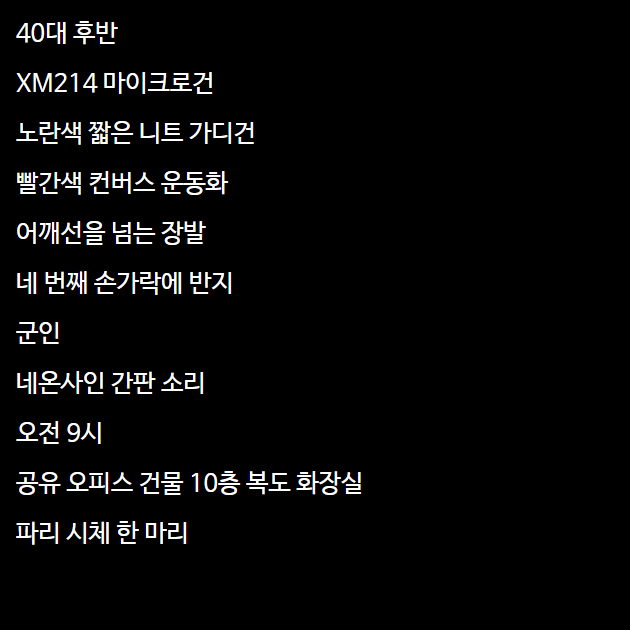 40대 후반
XM214 마이크로건
노란색 짧은 니트 가디건
빨간색 컨버스 운동화
어깨선을 넘는 장발
네 번째 손가락에 반지
군인
네온사인 간판 소리
오전 9시
공유 오피스 건물 10층 복도 화장실
파리 시체 한 마리